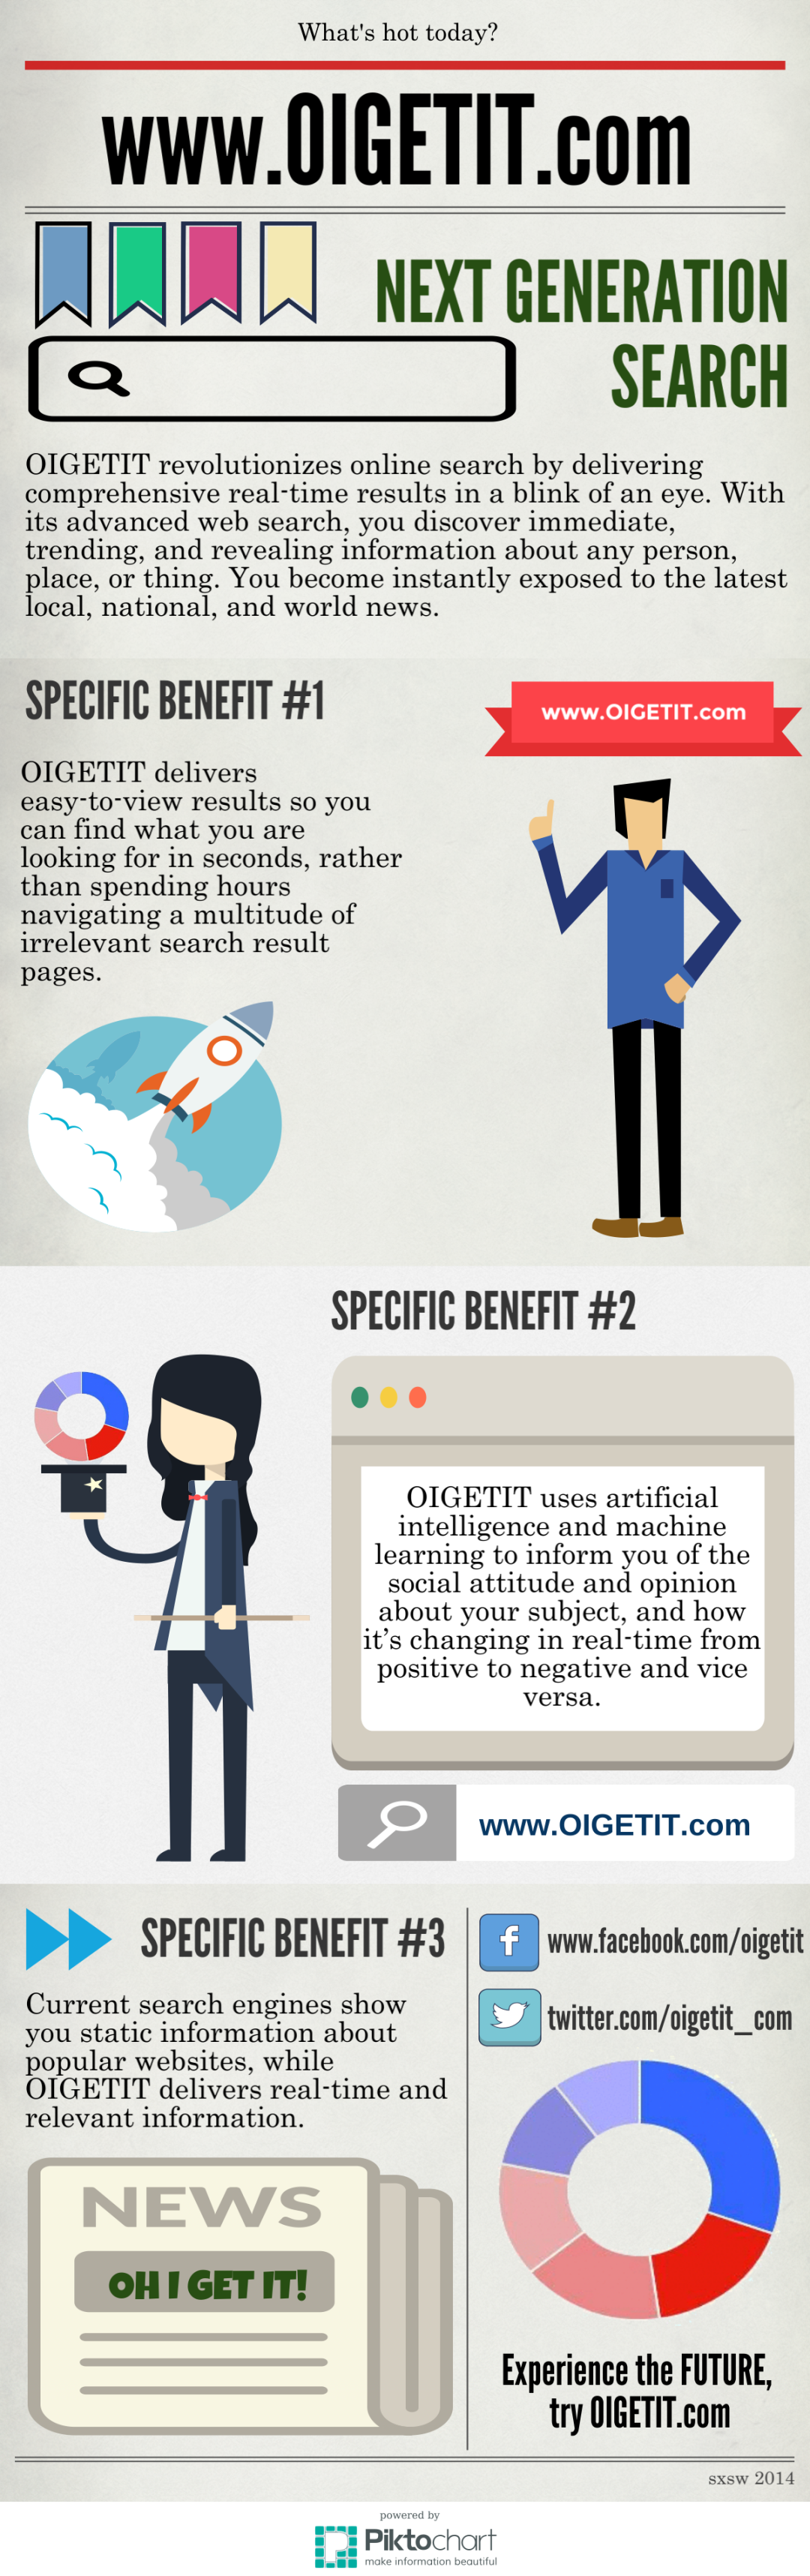 What's hot today?
www.OIGETIT.com
NEXT GENERATION
SEARCH
OIGETIT revolutionizes online search by delivering
comprehensive real-time results in a blink of an eye. With
its advanced web search, you discover immediate,
trending, and revealing information about any person,
place, or thing. You become instantly exposed to the latest
local, national, and world news.
SPECIFIC BENEFIT #1
www.OIGETIT.com
OIGETIT delivers
easy-to-view results so you
can find what you are
looking for in seconds, rather
than spending hours
navigating a multitude of
irrelevant search result
pages.
SPECIFIC BENEFIT #2
OIGETIT uses artificial
intelligence and machine
learning to inform you of the
social attitude and opinion
about your subject, and how
it’s changing in real-time from
positive to negative and vice
versa.
www.OIGETIT.com
SPECIFIC BENEFIT #3
Current search engines show
you static information about
popular websites, while
OIGETIT delivers real-time and
relevant information.
NEWS
OH I GET IT!
www.facebook.com/oigetit
twitter.com/oigetit_com
Experience the FUTURE,
try OIGETIT.com
sxsw 2014
powered by
Piktochart
make information beautiful